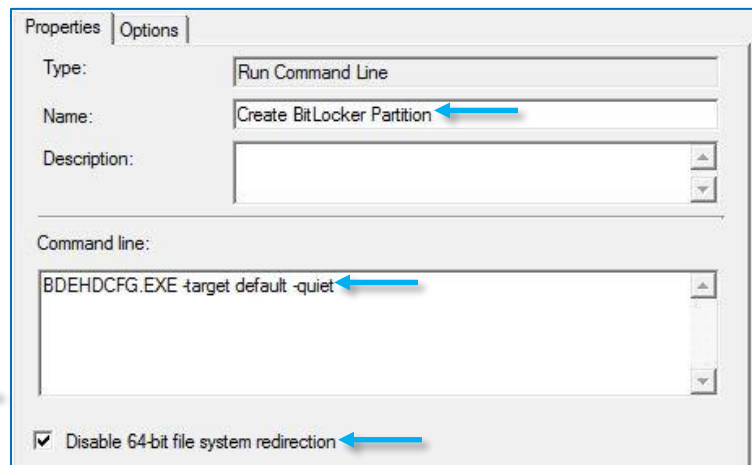 Properties Options
Type: Run Command Line
Name: Create BitLocker Partition
Description:
Command line:
BDEHDCFG.EXE -target default -quiet
Disable 64-bit file system redirection